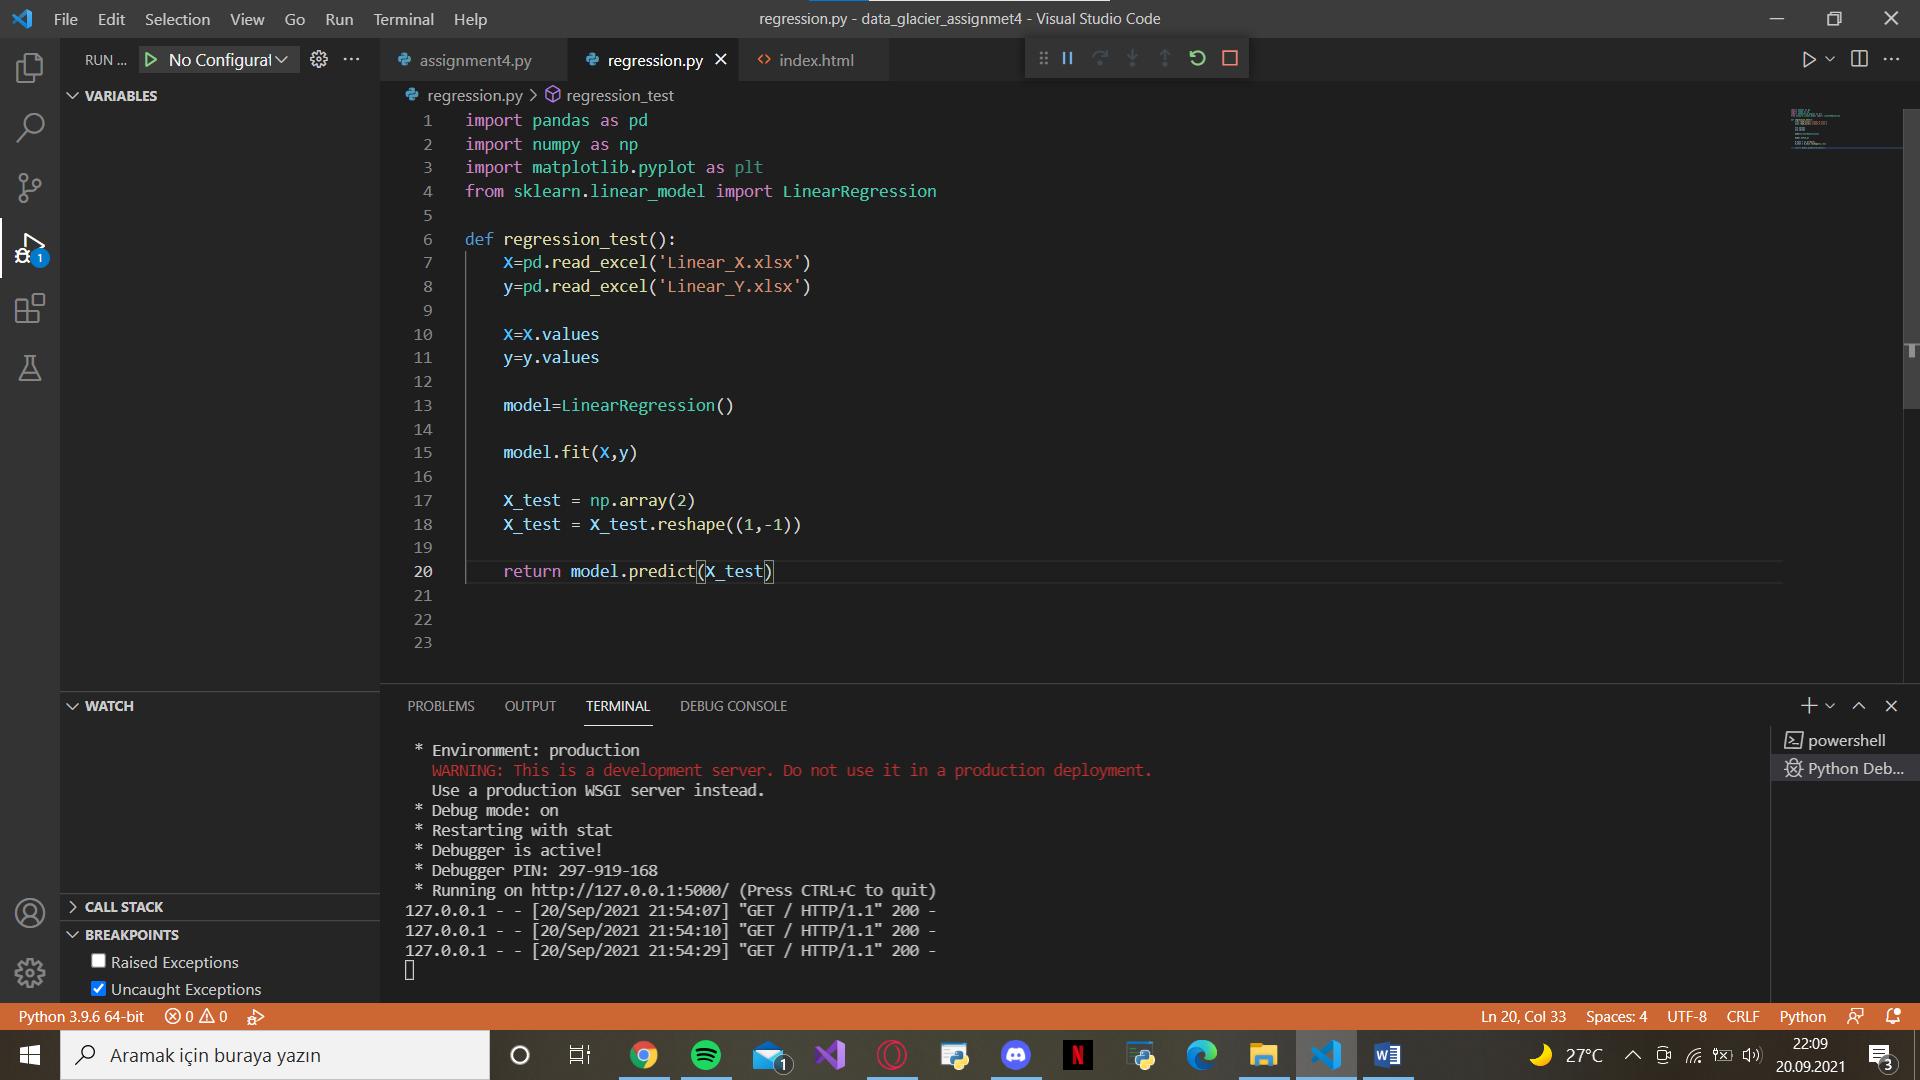 File Edit Selection View Go Run Terminal Help
regression.py - data_glacier_assignmet4 - Visual Studio Code
RUN ... No Configurat
assignment4.py regression.py index.html
VARIABLES
regression.py > regression_test
1 import pandas as pd
2 import numpy as np
3 import matplotlib.pyplot as plt
4 from sklearn.linear_model import LinearRegression
5
6 def regression_test():
7 X=pd.read_excel('Linear_X.xlsx')
8 y=pd.read_excel('Linear_Y.xlsx')
9
10 X=X.values
11 y=y.values
12
13 model=LinearRegression()
14
15 model.fit(X,y)
16
17 X_test = np.array(2)
18 X_test = X_test.reshape((1,-1))
19
20 return model.predict(X_test)
21
22
23
WATCH
CALL STACK
BREAKPOINTS
Raised Exceptions
Uncaught Exceptions
1
PROBLEMS OUTPUT TERMINAL DEBUG CONSOLE
* Environment: production
WARNING: This is a development server. Do not use it in a production deployment.
Use a production WSGI server instead.
* Debug mode: on
* Restarting with stat
* Debugger is active!
* Debugger PIN: 297-919-168
* Running on http://127.0.0.1:5000/ (Press CTRL+C to quit)
127.0.0.1 - - [20/Sep/2021 21:54:07] "GET / HTTP/1.1" 200 -
127.0.0.1 - - [20/Sep/2021 21:54:10] "GET / HTTP/1.1" 200 -
127.0.0.1 - - [20/Sep/2021 21:54:29] "GET / HTTP/1.1" 200 -
powershell
Python Deb...
Python 3.9.6 64-bit 0 0
Ln 20, Col 33 Spaces: 4 UTF-8 CRLF Python
Aramak için buraya yazın
1
N
W
27°C
22:09
20.09.2021
3